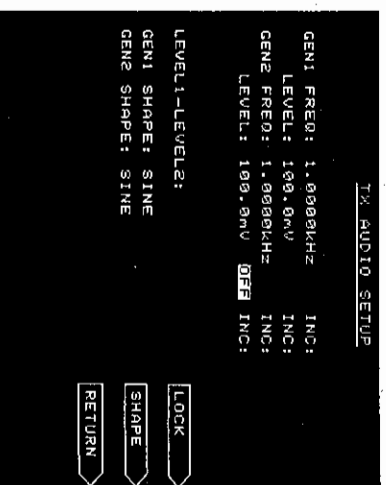 TX AUDIO SETUP
GEN1 FREQ: 1.0000kHz INC:
LEVEL: 100.0mV INC:
GEN2 FREQ: 1.0000kHz INC:
LEVEL: 100.0mV OFF INC:
LEVEL1-LEVEL2:
GEN1 SHAPE: SINE
GEN2 SHAPE: SINE
LOCK
SHAPE
RETURN